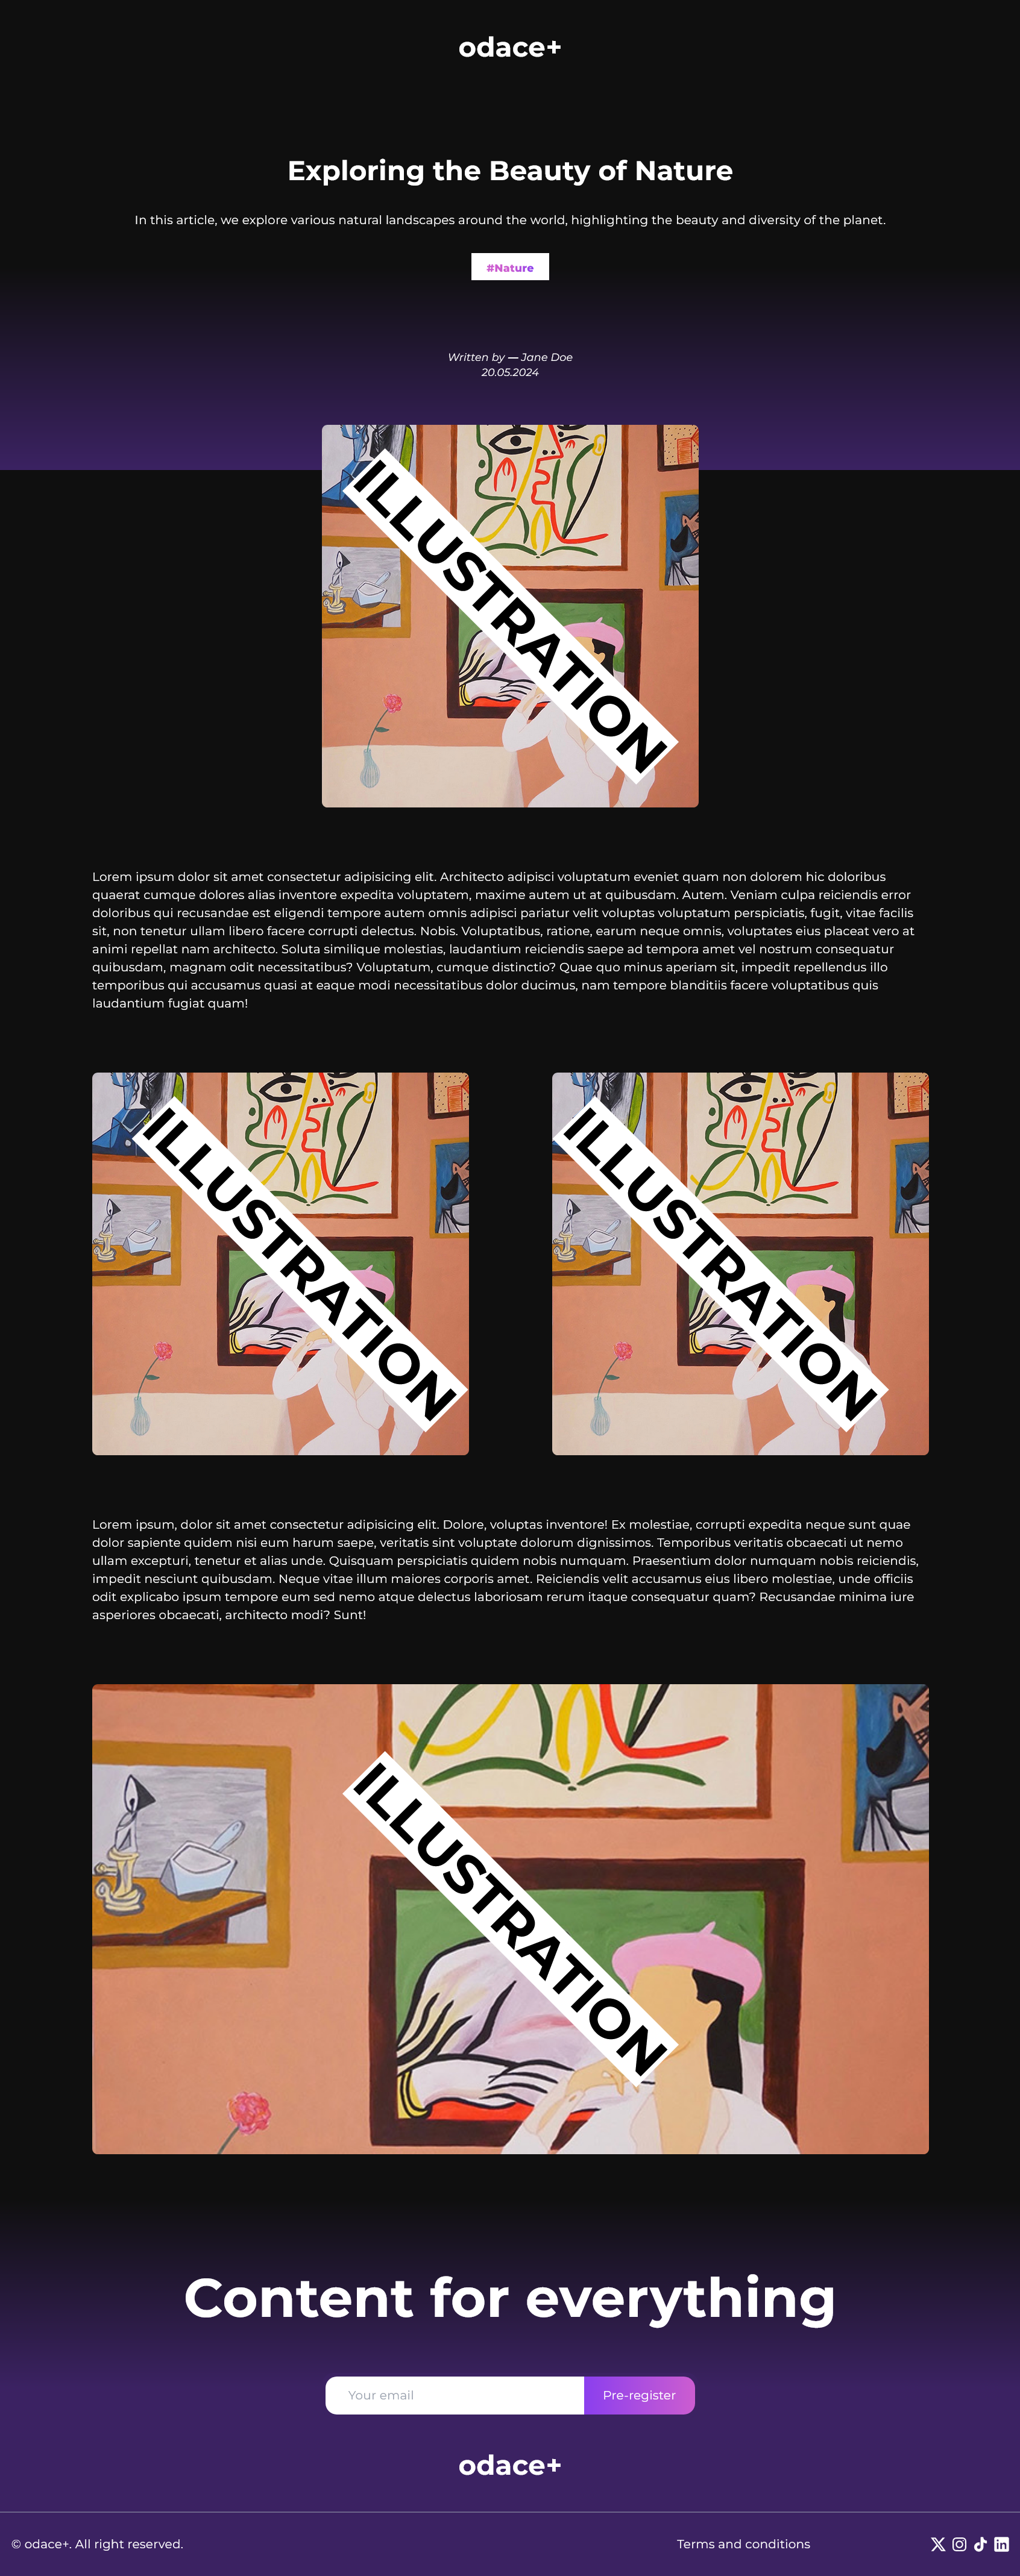 odace+
Exploring the Beauty of Nature
In this article, we explore various natural landscapes around the world, highlighting the beauty and diversity of the planet.
#Nature
Written by — Jane Doe
20.05.2024
ILLUSTRATION
Lorem ipsum dolor sit amet consectetur adipisicing elit. Architecto adipisci voluptatum eveniet quam non dolorem hic doloribus
quaerat cumque dolores alias inventore expedita voluptatem, maxime autem ut at quibusdam. Autem. Veniam culpa reiciendis error
doloribus qui recusandae est eligendi tempore autem omnis adipisci pariatur velit voluptas voluptatum perspiciatis, fugit, vitae facilis
sit, non tenetur ullam libero facere corrupti delectus. Nobis. Voluptatibus, ratione, earum neque omnis, voluptates eius placeat vero at
animi repellat nam architecto. Soluta similique molestias, laudantium reiciendis saepe ad tempora amet vel nostrum consequatur
quibusdam, magnam odit necessitatibus? Voluptatum, cumque distinctio? Quae quo minus aperiam sit, impedit repellendus illo
temporibus qui accusamus quasi at eaque modi necessitatibus dolor ducimus, nam tempore blanditiis facere voluptatibus quis
laudantium fugiat quam!
ILLUSTRATION
ILLUSTRATION
Lorem ipsum, dolor sit amet consectetur adipisicing elit. Dolore, voluptas inventore! Ex molestiae, corrupti expedita neque sunt quae
dolor sapiente quidem nisi eum harum saepe, veritatis sint voluptate dolorum dignissimos. Temporibus veritatis obcaecati ut nemo
ullam excepturi, tenetur et alias unde. Quisquam perspiciatis quidem nobis numquam. Praesentium dolor numquam nobis reiciendis,
impedit nesciunt quibusdam. Neque vitae illum maiores corporis amet. Reiciendis velit accusamus eius libero molestiae, unde officiis
odit explicabo ipsum tempore eum sed nemo atque delectus laboriosam rerum itaque consequatur quam? Recusandae minima iure
asperiores obcaecati, architecto modi? Sunt!
ILLUSTRATION
Content for everything
Your email
Pre-register
odace+
© odace+. All right reserved.
Terms and conditions